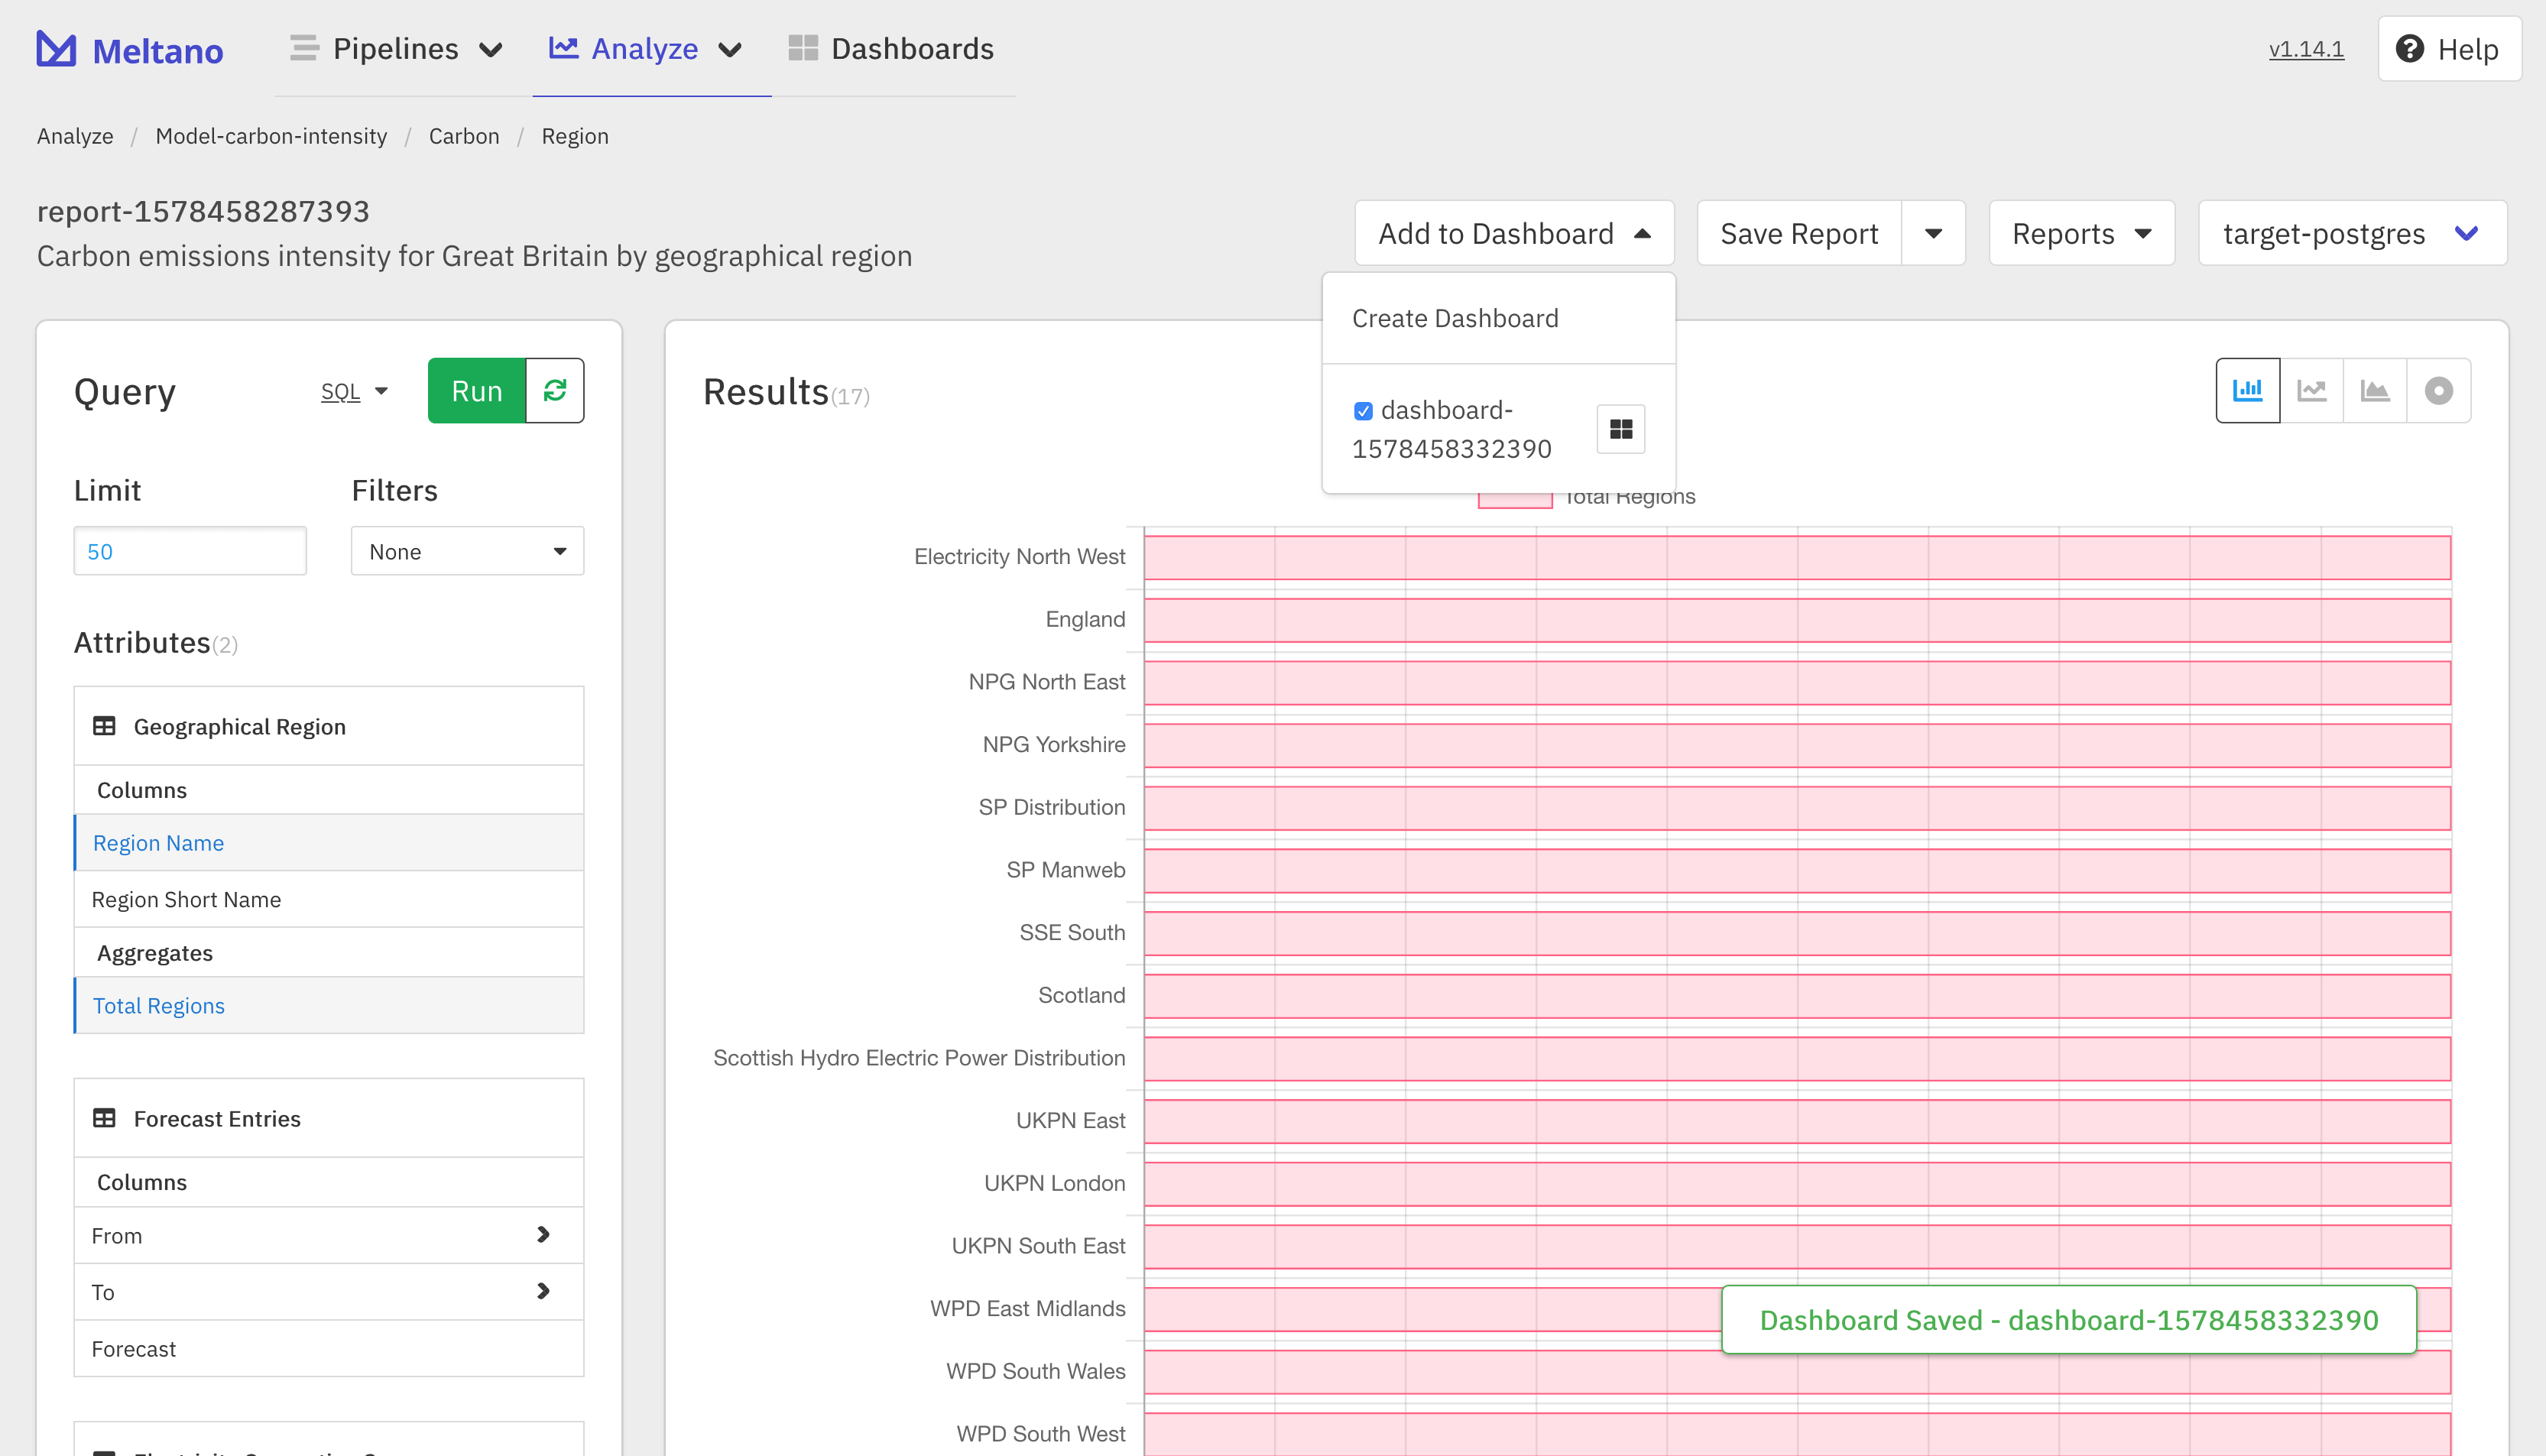 Meltano
Pipelines
Analyze
Dashboards
v1.14.1
Help
Analyze / Model-carbon-intensity / Carbon / Region
report-1578458287393
Carbon emissions intensity for Great Britain by geographical region
Add to Dashboard
Save Report
Reports
target-postgres
Create Dashboard
dashboard-
1578458332390
Query
SQL
Run
Limit
Filters
50
None
Attributes(2)
Geographical Region
Columns
Region Name
Region Short Name
Aggregates
Total Regions
Forecast Entries
Columns
From
To
Forecast
Results(17)
Total Regions
Electricity North West
England
NPG North East
NPG Yorkshire
SP Distribution
SP Manweb
SSE South
Scotland
Scottish Hydro Electric Power Distribution
UKPN East
UKPN London
UKPN South East
WPD East Midlands
WPD South Wales
WPD South West
Dashboard Saved - dashboard-1578458332390